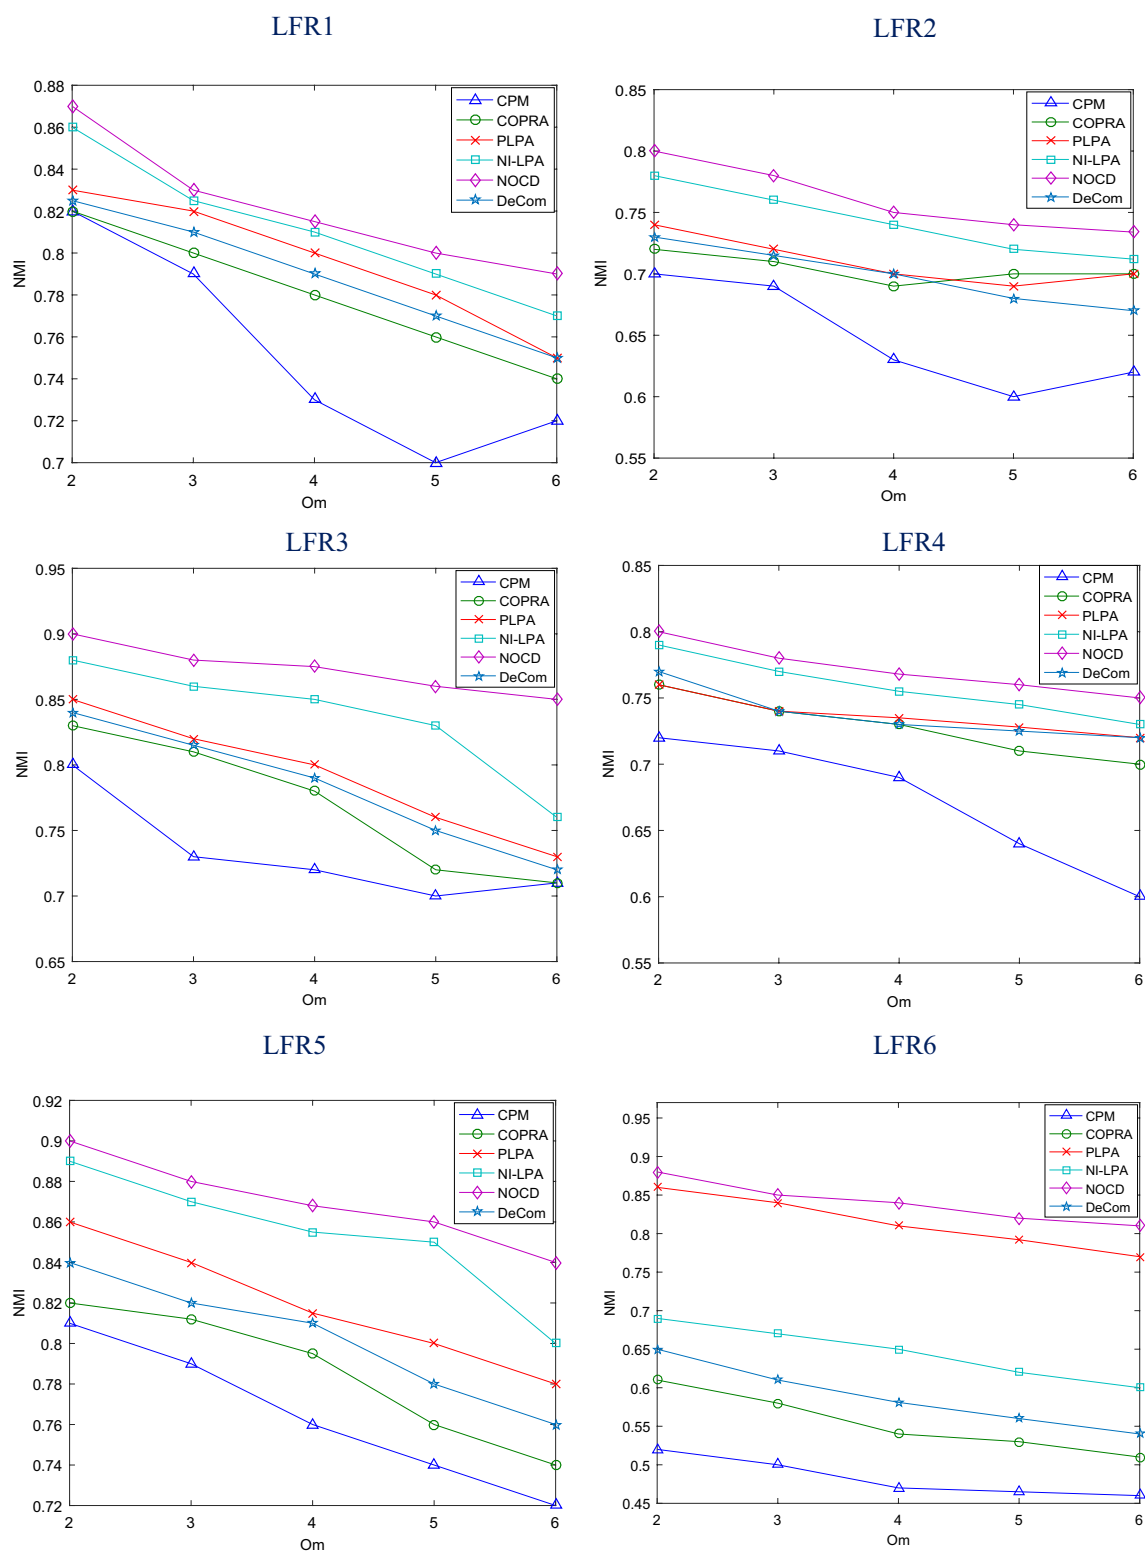 LFR1
0.88
0.86
0.84
0.82
0.8
0.78
0.76
0.74
0.72
0.7
NMI
2 3 4 5 6
Om
CPM
COPRA
PLPA
NI-LPA
NOCD
DeCom
LFR2
0.85
0.8
0.75
0.7
0.65
0.6
0.55
NMI
2 3 4 5 6
Om
CPM
COPRA
PLPA
NI-LPA
NOCD
DeCom
LFR3
0.95
0.9
0.85
0.8
0.75
0.7
0.65
NMI
2 3 4 5 6
Om
CPM
COPRA
PLPA
NI-LPA
NOCD
DeCom
LFR4
0.85
0.8
0.75
0.7
0.65
0.6
0.55
NMI
2 3 4 5 6
Om
CPM
COPRA
PLPA
NI-LPA
NOCD
DeCom
LFR5
0.92
0.9
0.88
0.86
0.84
0.82
0.8
0.78
0.76
0.74
0.72
NMI
2 3 4 5 6
Om
CPM
COPRA
PLPA
NI-LPA
NOCD
DeCom
LFR6
0.95
0.9
0.85
0.8
0.75
0.7
0.65
0.6
0.55
0.5
0.45
NMI
2 3 4 5 6
Om
CPM
COPRA
PLPA
NI-LPA
NOCD
DeCom